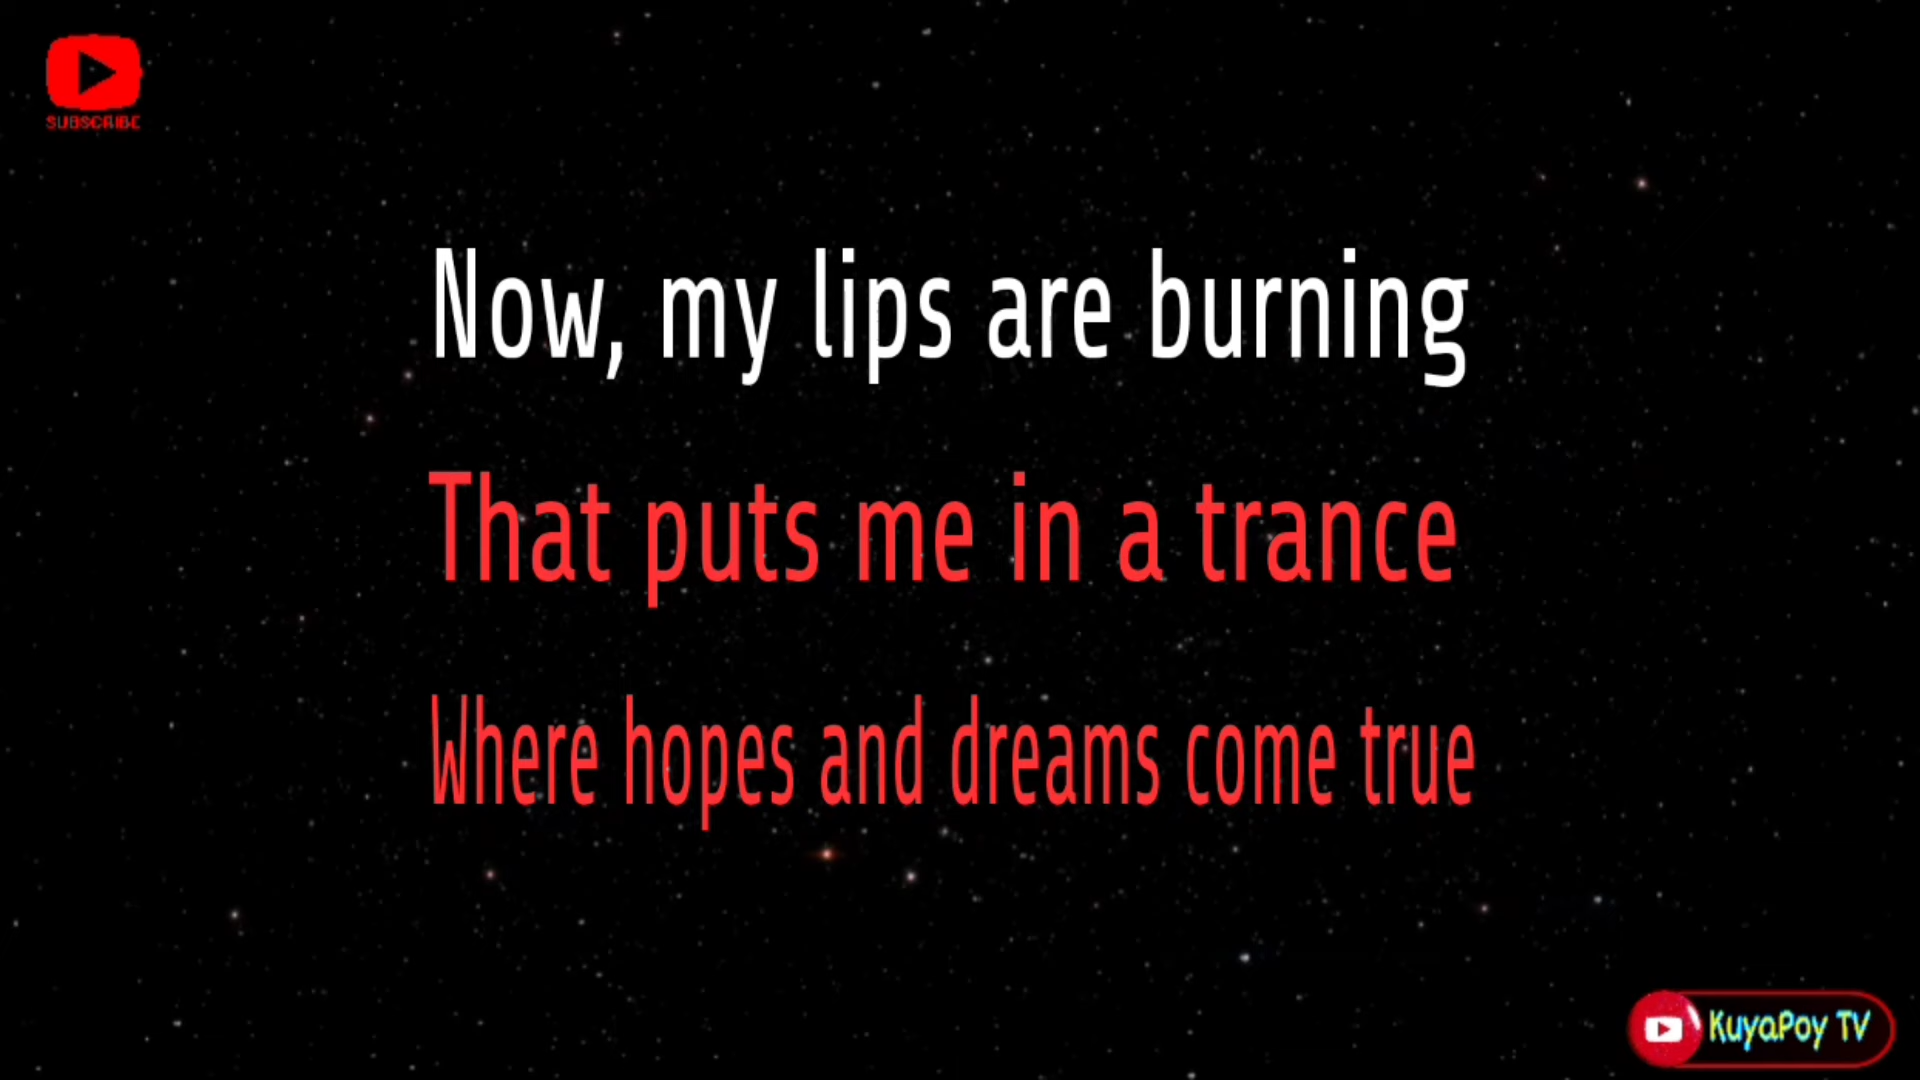 SUBSCRIBE
Now, my lips are burning
That puts me in a trance
Where hopes and dreams come true
KuyaPoy TV